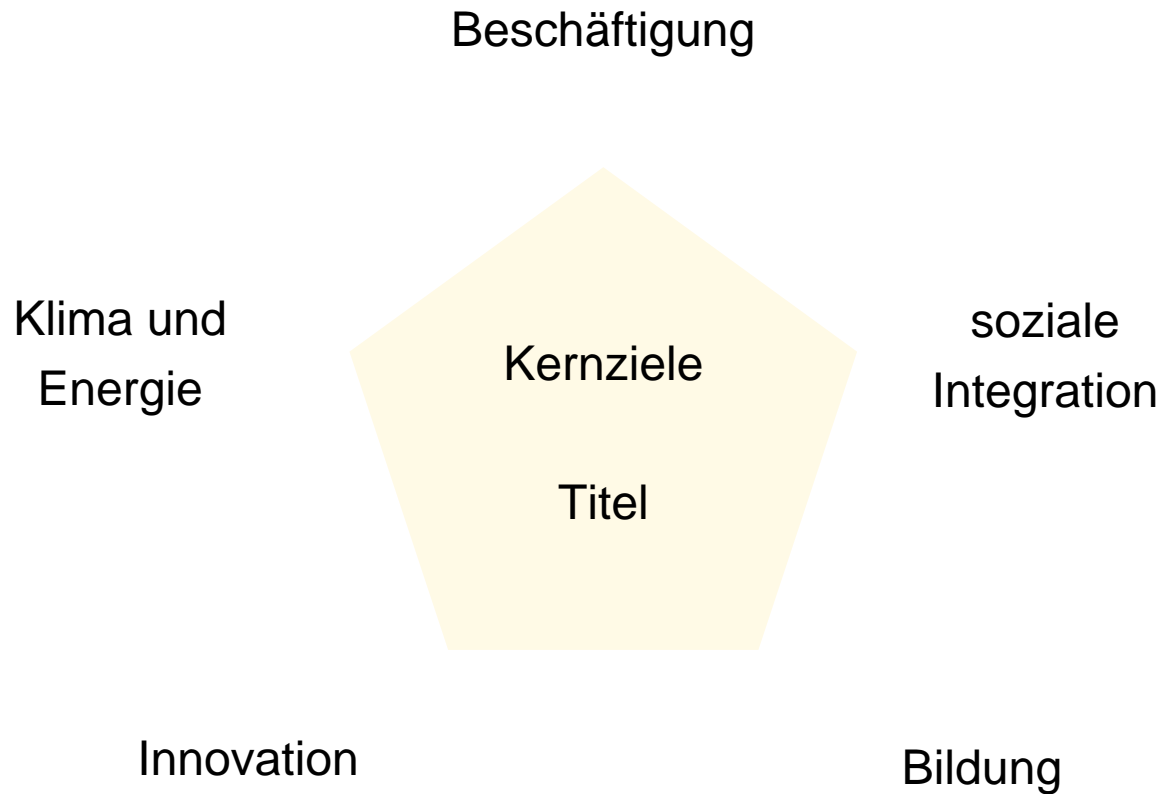 Beschäftigung
Klima und
Energie
Kernziele
Titel
soziale
Integration
Innovation
Bildung